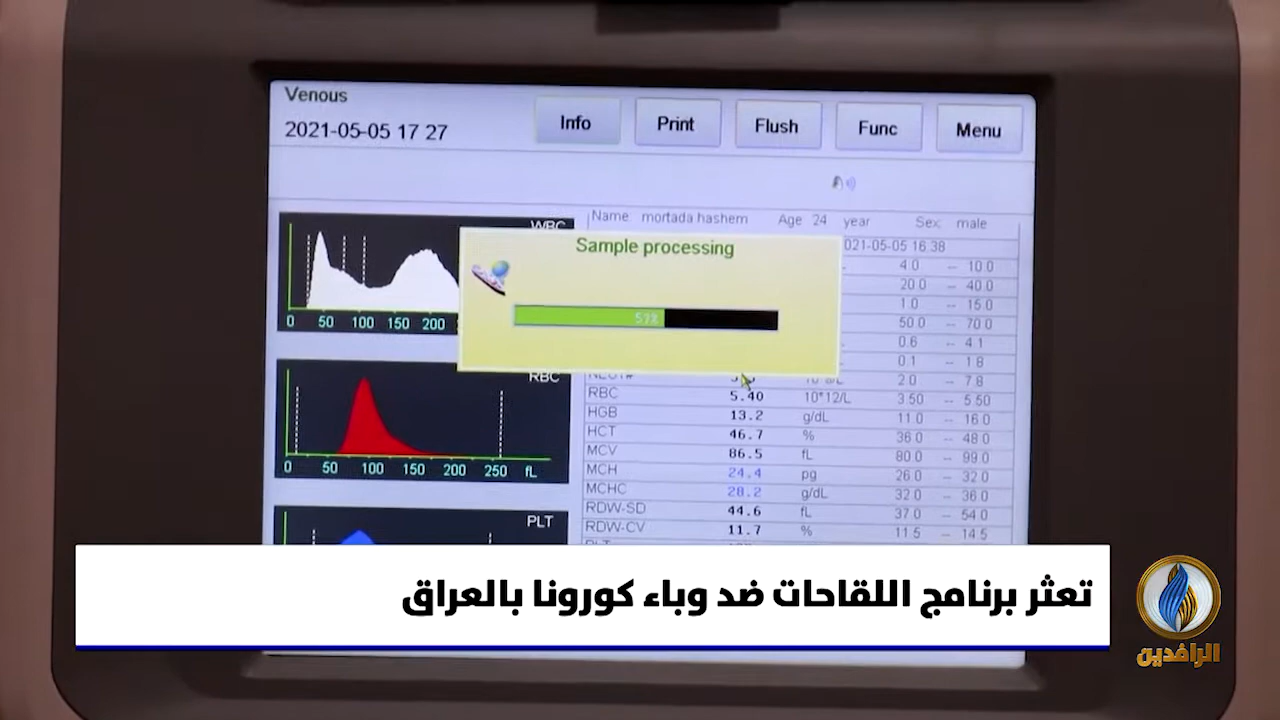 Venous
2021-05-05 17 27
Info
Print
Flush
Func
Menu
WBC
0 50 100 150 200
Name: mortada hashem Age 24 year Sex: male
021-05-05 16:38
Sample processing
57%
4.0 -- 10.0
20.0 -- 40.0
1.0 -- 15.0
50.0 -- 70.0
0.6 -- 4.1
0.1 -- 1.8
2.0 -- 7.8
RBC
0 50 100 150 200 250 fL
RBC 5.40 10*12/L 3.50 -- 5.50
HGB 13.2 g/dL 11.0 -- 16.0
HCT 46.7 % 36.0 -- 48.0
MCV 86.5 fL 80.0 -- 99.0
MCH 24.4 pg 26.0 -- 32.0
MCHC 28.2 g/dL 32.0 -- 36.0
RDW-SD 44.6 fL 37.0 -- 54.0
RDW-CV 11.7 % 11.5 -- 14.5
PLT
تعثر برنامج اللقاحات ضد وباء كورونا بالعراق
الرافدين